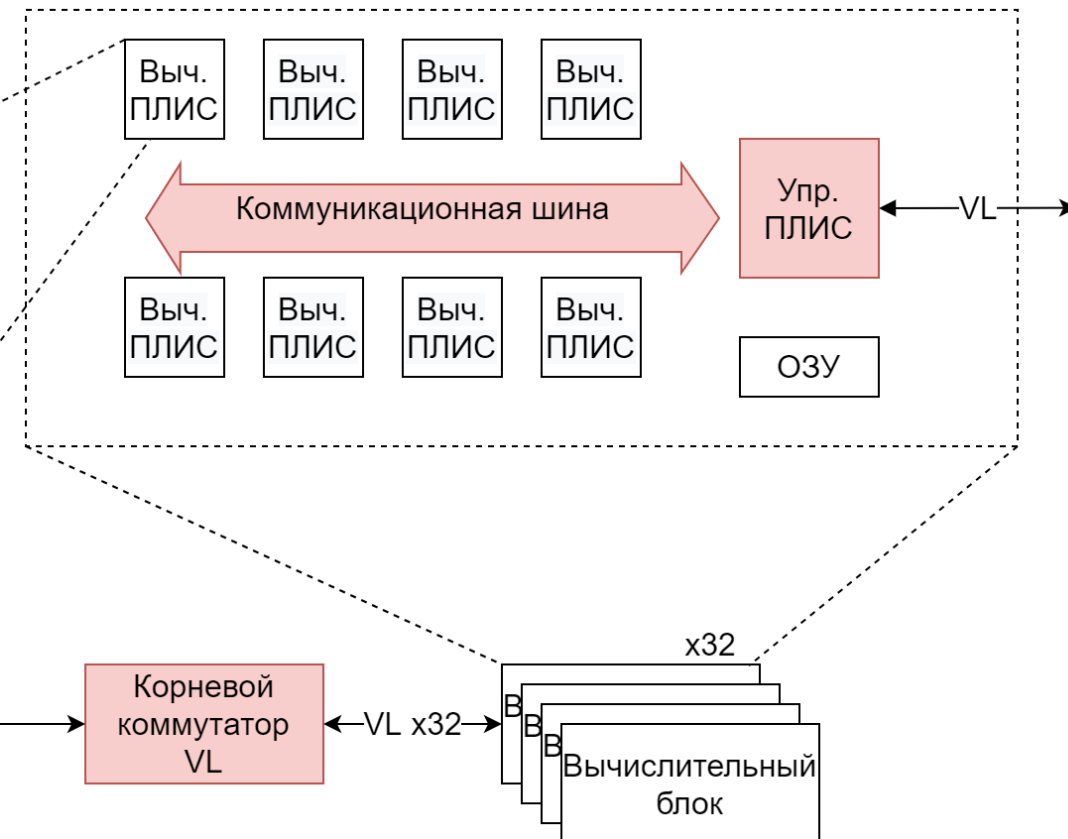 Выч.
ПЛИС
Выч.
ПЛИС
Выч.
ПЛИС
Выч.
ПЛИС
Коммуникационная шина
Упр.
ПЛИС
VL
Выч.
ПЛИС
Выч.
ПЛИС
Выч.
ПЛИС
Выч.
ПЛИС
ОЗУ
x32
Корневой
коммутатор
VL
VL x32
В
В
В
Вычислительный
блок